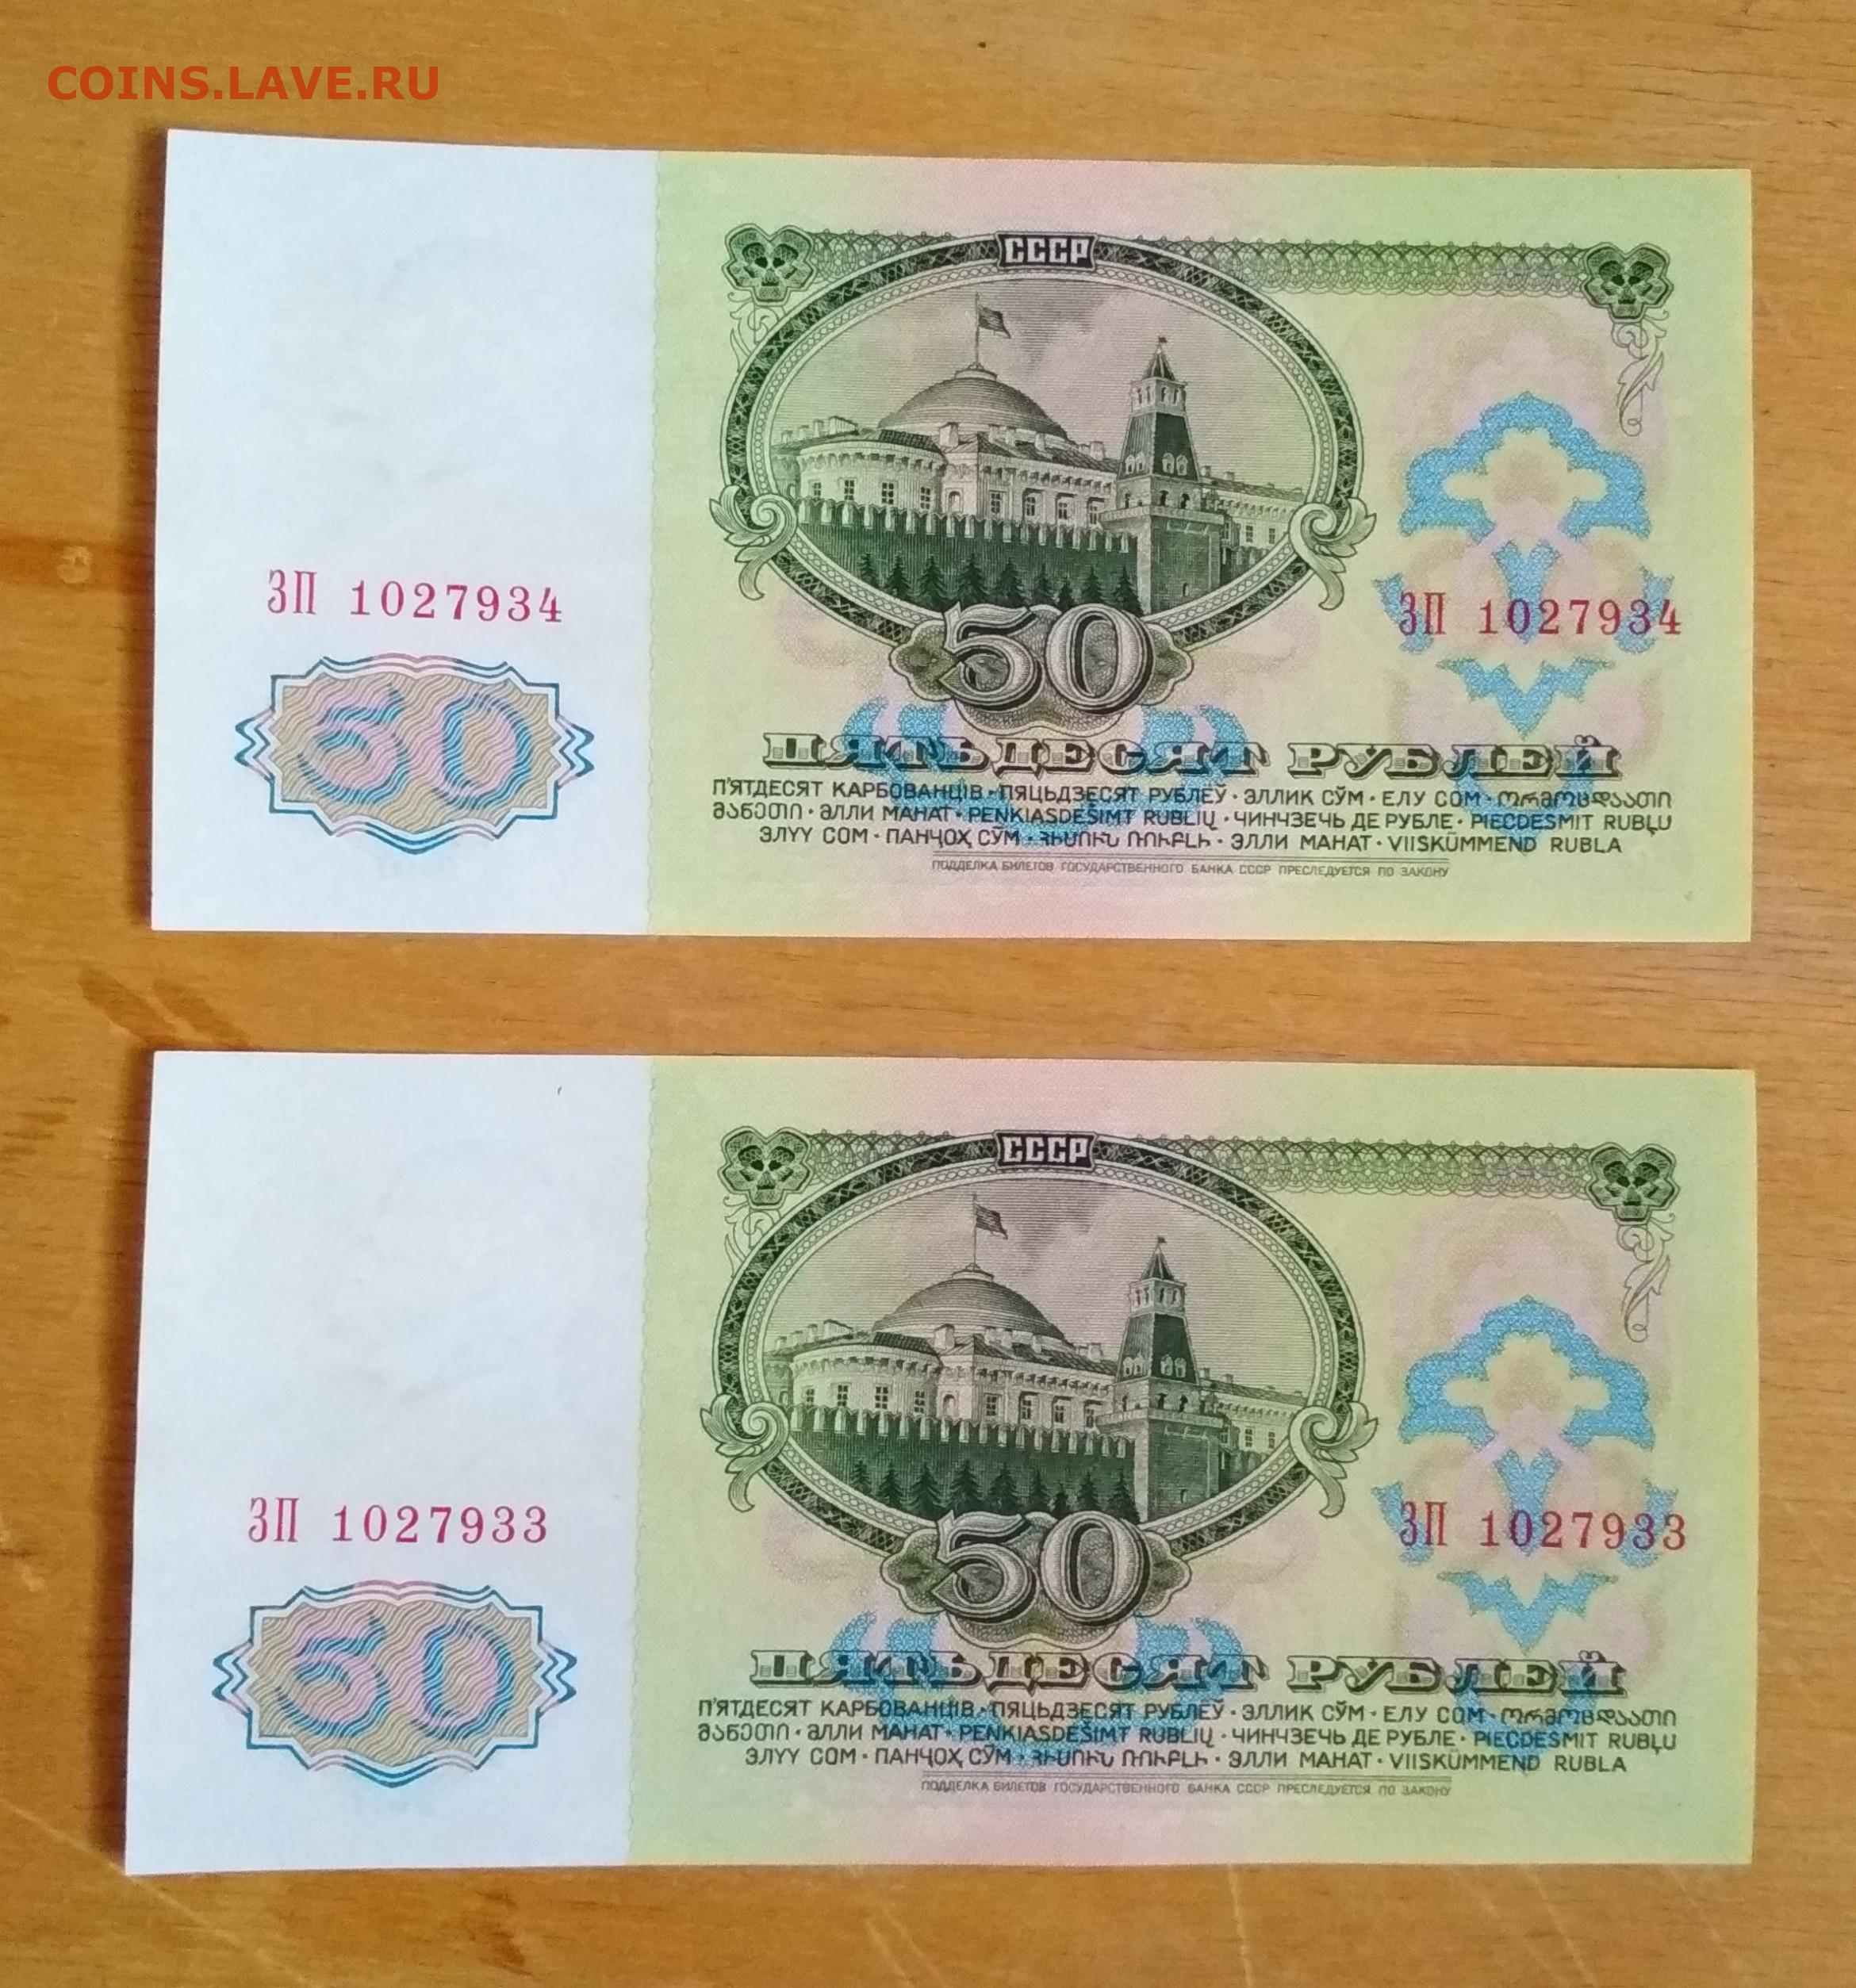 COINS.LAVE.RU
СССР
ЗП 1027934
ЗП 1027934
50
50
ПЯТЬДЕСЯТ РУБЛЕЙ
П'ЯТДЕСЯТ КАРБОВАНЦІВ · ПЯЦЬДЗЕСЯТ РУБЛЕЎ · ЭЛЛИК СЎМ · ЕЛУ СОМ · ორმოცდაათი
მანეთი · ӘЛЛИ МАНАТ · PENKIASDEŠIMT RUBLIŲ · ЧИНЧЗЕЧЬ ДЕ РУБЛЕ · PIECDESMIT RUBĻU
ЭЛҮҮ СОМ · ПАНҶОҲ СӮМ · ՀԻՍՈՒՆ ՌՈՒԲԼԻ · ЭЛЛИ МАНАТ · VIISKÜMMEND RUBLA
ПОДДЕЛКА БИЛЕТОВ ГОСУДАРСТВЕННОГО БАНКА СССР ПРЕСЛЕДУЕТСЯ ПО ЗАКОНУ
СССР
ЗП 1027933
ЗП 1027933
50
50
ПЯТЬДЕСЯТ РУБЛЕЙ
П'ЯТДЕСЯТ КАРБОВАНЦІВ · ПЯЦЬДЗЕСЯТ РУБЛЕЎ · ЭЛЛИК СЎМ · ЕЛУ СОМ · ორმოცდაათი
მანეთი · ӘЛЛИ МАНАТ · PENKIASDEŠIMT RUBLIŲ · ЧИНЧЗЕЧЬ ДЕ РУБЛЕ · PIECDESMIT RUBĻU
ЭЛҮҮ СОМ · ПАНҶОҲ СӮМ · ՀԻՍՈՒՆ ՌՈՒԲԼԻ · ЭЛЛИ МАНАТ · VIISKÜMMEND RUBLA
ПОДДЕЛКА БИЛЕТОВ ГОСУДАРСТВЕННОГО БАНКА СССР ПРЕСЛЕДУЕТСЯ ПО ЗАКОНУ